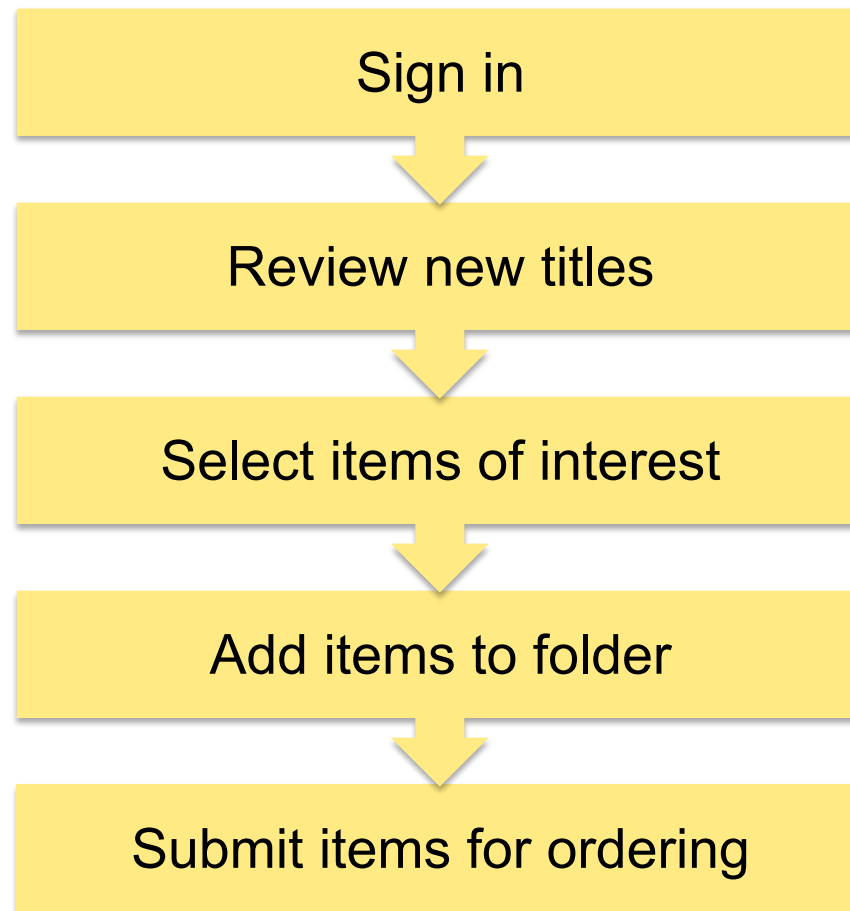 Sign in
Review new titles
Select items of interest
Add items to folder
Submit items for ordering